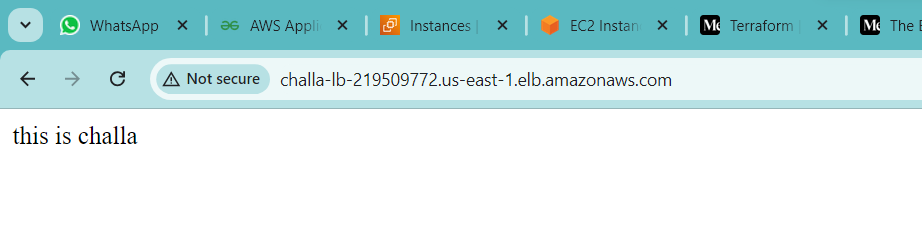 WhatsApp AWS Appli Instances | EC2 Instan Terraform The E
Not secure challa-lb-219509772.us-east-1.elb.amazonaws.com
this is challa